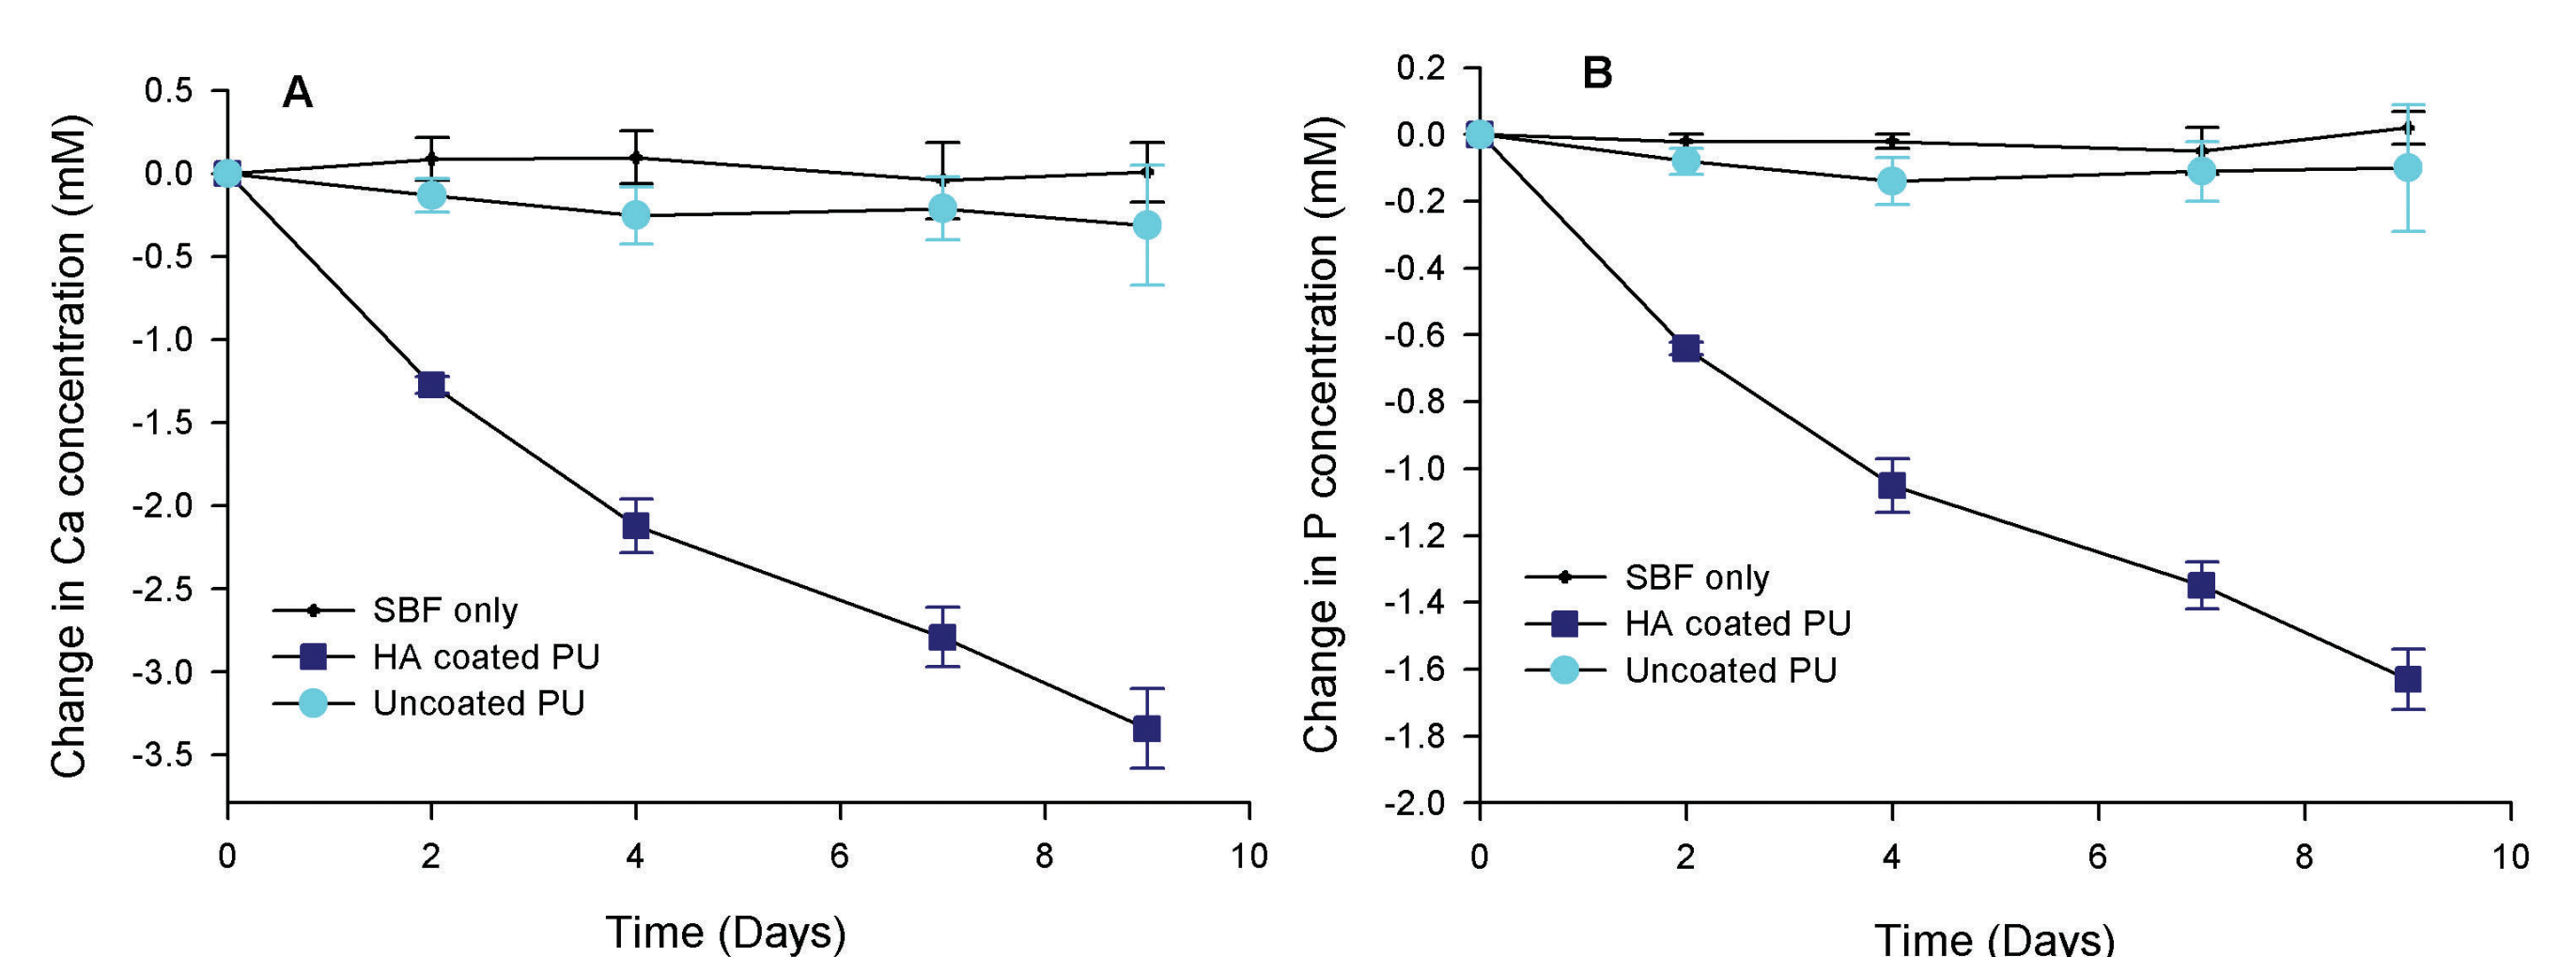 A
Change in Ca concentration (mM)
0.5
0.0
-0.5
-1.0
-1.5
-2.0
-2.5
-3.0
-3.5
SBF only
HA coated PU
Uncoated PU
0 2 4 6 8 10
Time (Days)
B
Change in P concentration (mM)
0.2
0.0
-0.2
-0.4
-0.6
-0.8
-1.0
-1.2
-1.4
-1.6
-1.8
-2.0
SBF only
HA coated PU
Uncoated PU
0 2 4 6 8 10
Time (Days)